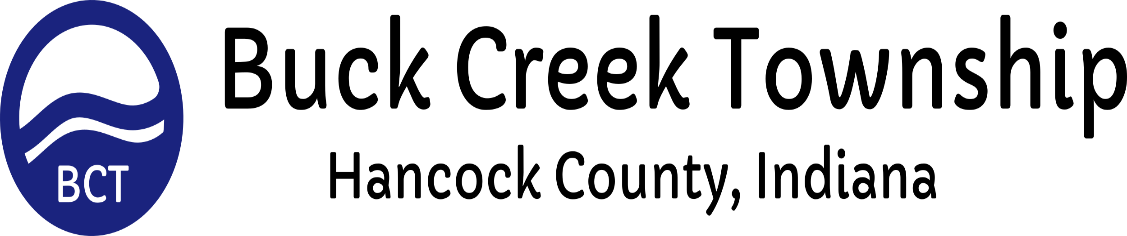 Buck Creek Township
Hancock County, Indiana
BCT